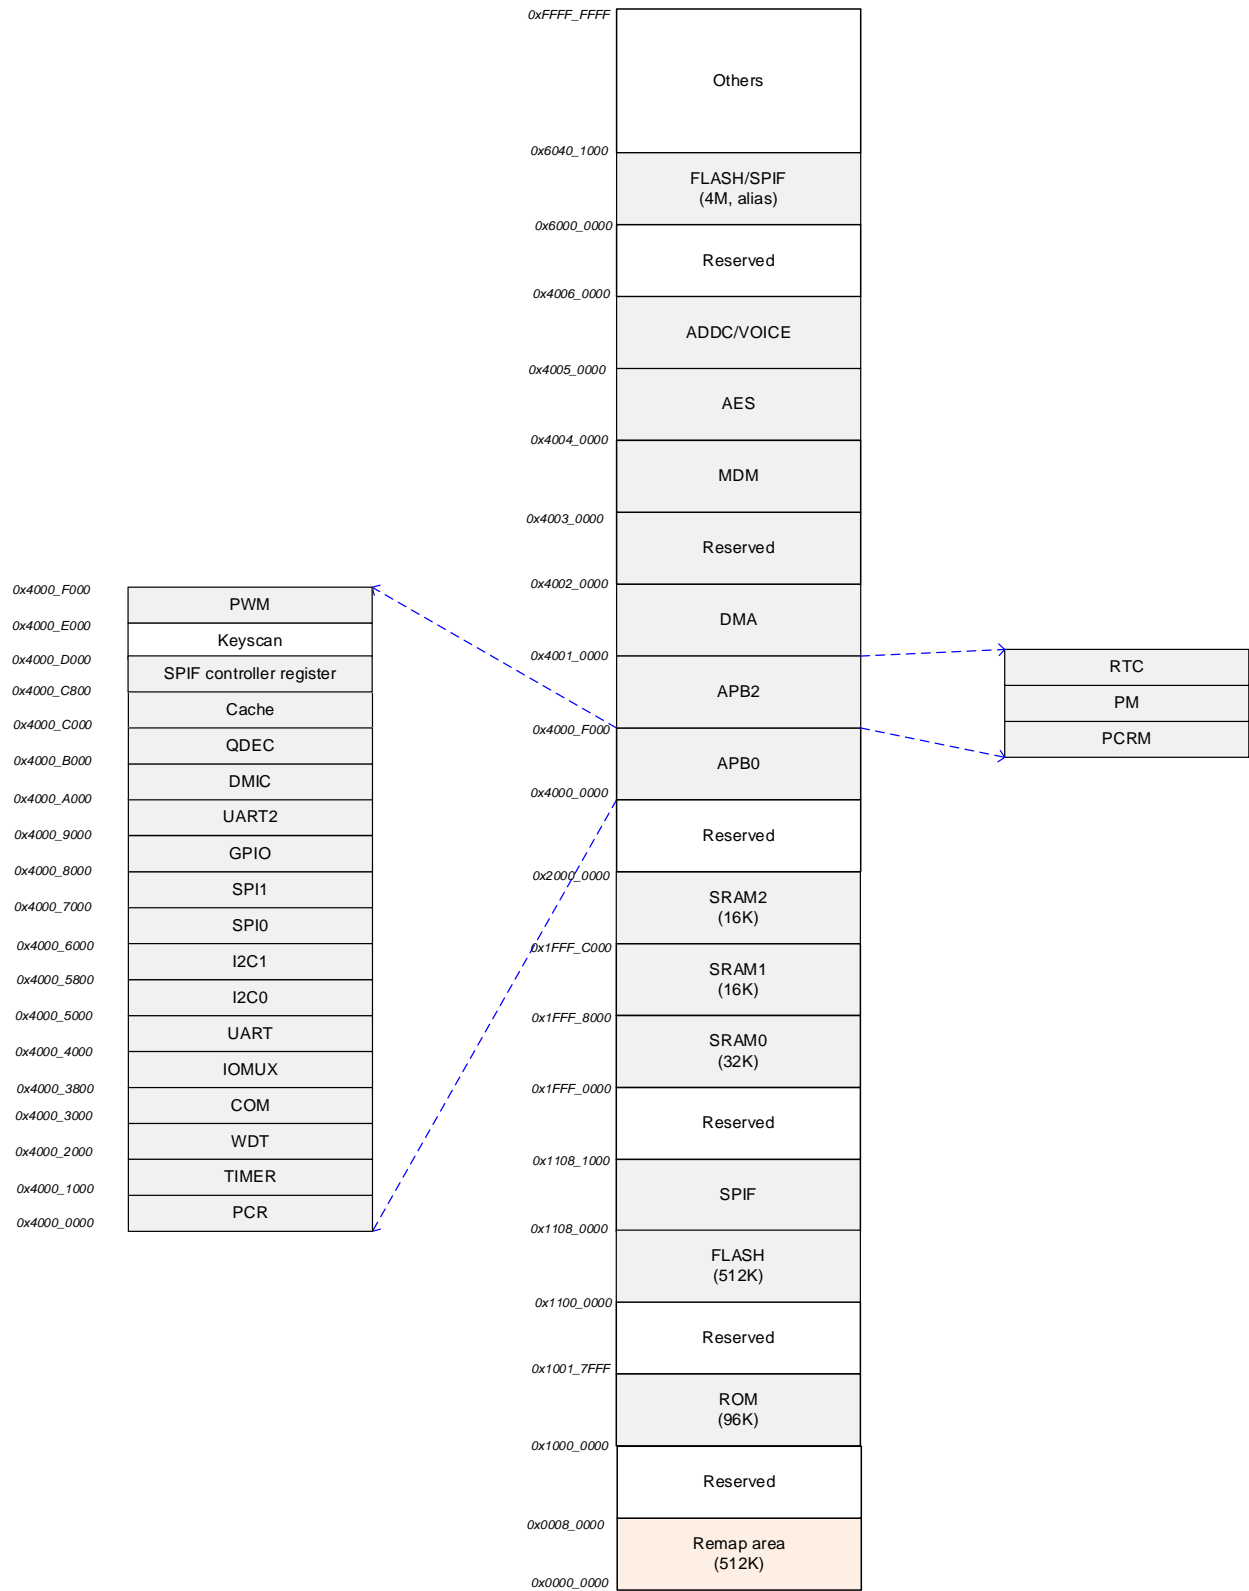 0xFFFF_FFFF
Others
0x6040_1000
FLASH/SPIF
(4M, alias)
0x6000_0000
Reserved
0x4006_0000
ADDC/VOICE
0x4005_0000
AES
0x4004_0000
MDM
0x4003_0000
Reserved
0x4002_0000
DMA
0x4001_0000
APB2
0x4000_F000
APB0
0x4000_0000
Reserved
0x2000_0000
SRAM2
(16K)
0x1FFF_C000
SRAM1
(16K)
0x1FFF_8000
SRAM0
(32K)
0x1FFF_0000
Reserved
0x1108_1000
SPIF
0x1108_0000
FLASH
(512K)
0x1100_0000
Reserved
0x1001_7FFF
ROM
(96K)
0x1000_0000
Reserved
0x0008_0000
Remap area
(512K)
0x0000_0000
0x4000_F000
PWM
0x4000_E000
Keyscan
0x4000_D000
SPIF controller register
0x4000_C800
Cache
0x4000_C000
QDEC
0x4000_B000
DMIC
0x4000_A000
UART2
0x4000_9000
GPIO
0x4000_8000
SPI1
0x4000_7000
SPI0
0x4000_6000
I2C1
0x4000_5800
I2C0
0x4000_5000
UART
0x4000_4000
IOMUX
0x4000_3800
COM
0x4000_3000
WDT
0x4000_2000
TIMER
0x4000_1000
PCR
0x4000_0000
RTC
PM
PCRM